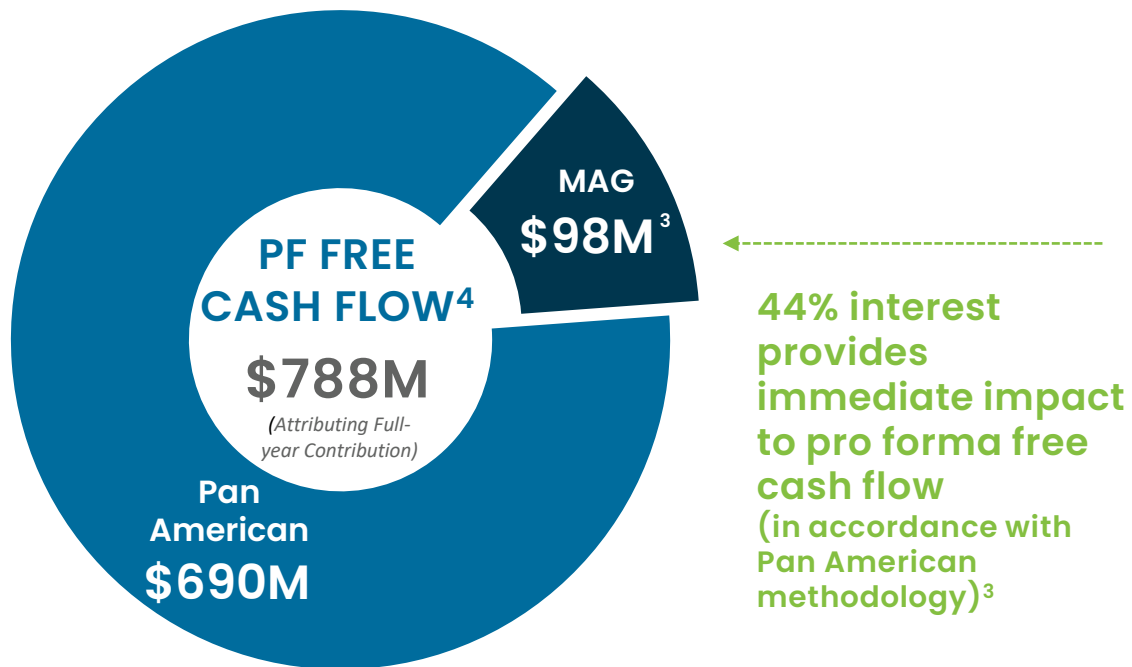 MAG
$98M³
PF FREE
CASH FLOW⁴
$788M
(Attributing Full-
year Contribution)
Pan
American
$690M
44% interest
provides
immediate impact
to pro forma free
cash flow
(in accordance with
Pan American
methodology)³